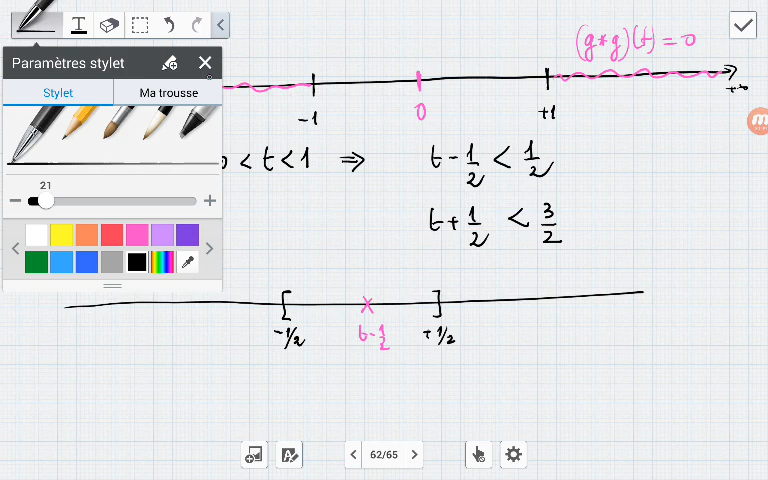 T
Paramètres stylet
Stylet Ma trousse
21
(g*g)(t)=0
-1 0 +1 +∞
0 < t < 1 ⇒ t - 1/2 < 1/2
t + 1/2 < 3/2
-1/2 t - 1/2 +1/2
62/65